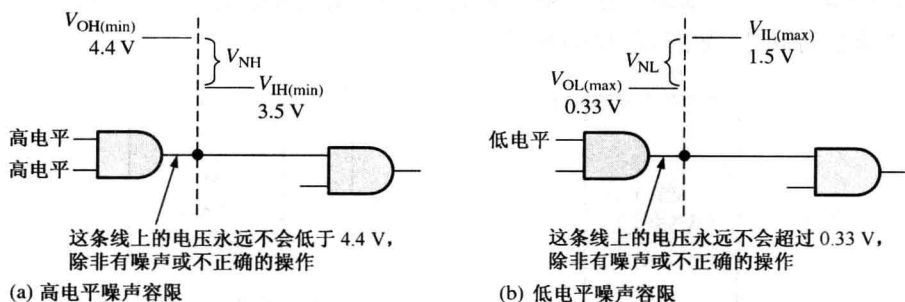 V_OH(min)
4.4 V
V_NH
V_IH(min)
3.5 V
高电平
高电平
这条线上的电压永远不会低于 4.4 V，
除非有噪声或不正确的操作
(a) 高电平噪声容限
V_IL(max)
1.5 V
V_NL
V_OL(max)
0.33 V
低电平
这条线上的电压永远不会超过 0.33 V，
除非有噪声或不正确的操作
(b) 低电平噪声容限